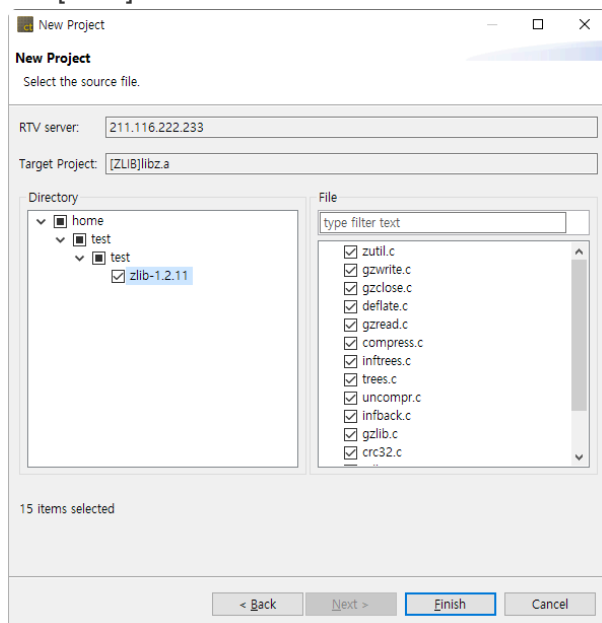 New Project
New Project
Select the source file.
RTV server: 211.116.222.233
Target Project: [ZLIB]libz.a
Directory
home
test
test
zlib-1.2.11
File
type filter text
zutil.c
gzwrite.c
gzclose.c
deflate.c
gzread.c
compress.c
inftrees.c
trees.c
uncompr.c
infback.c
gzlib.c
crc32.c
15 items selected
< Back
Next >
Finish
Cancel